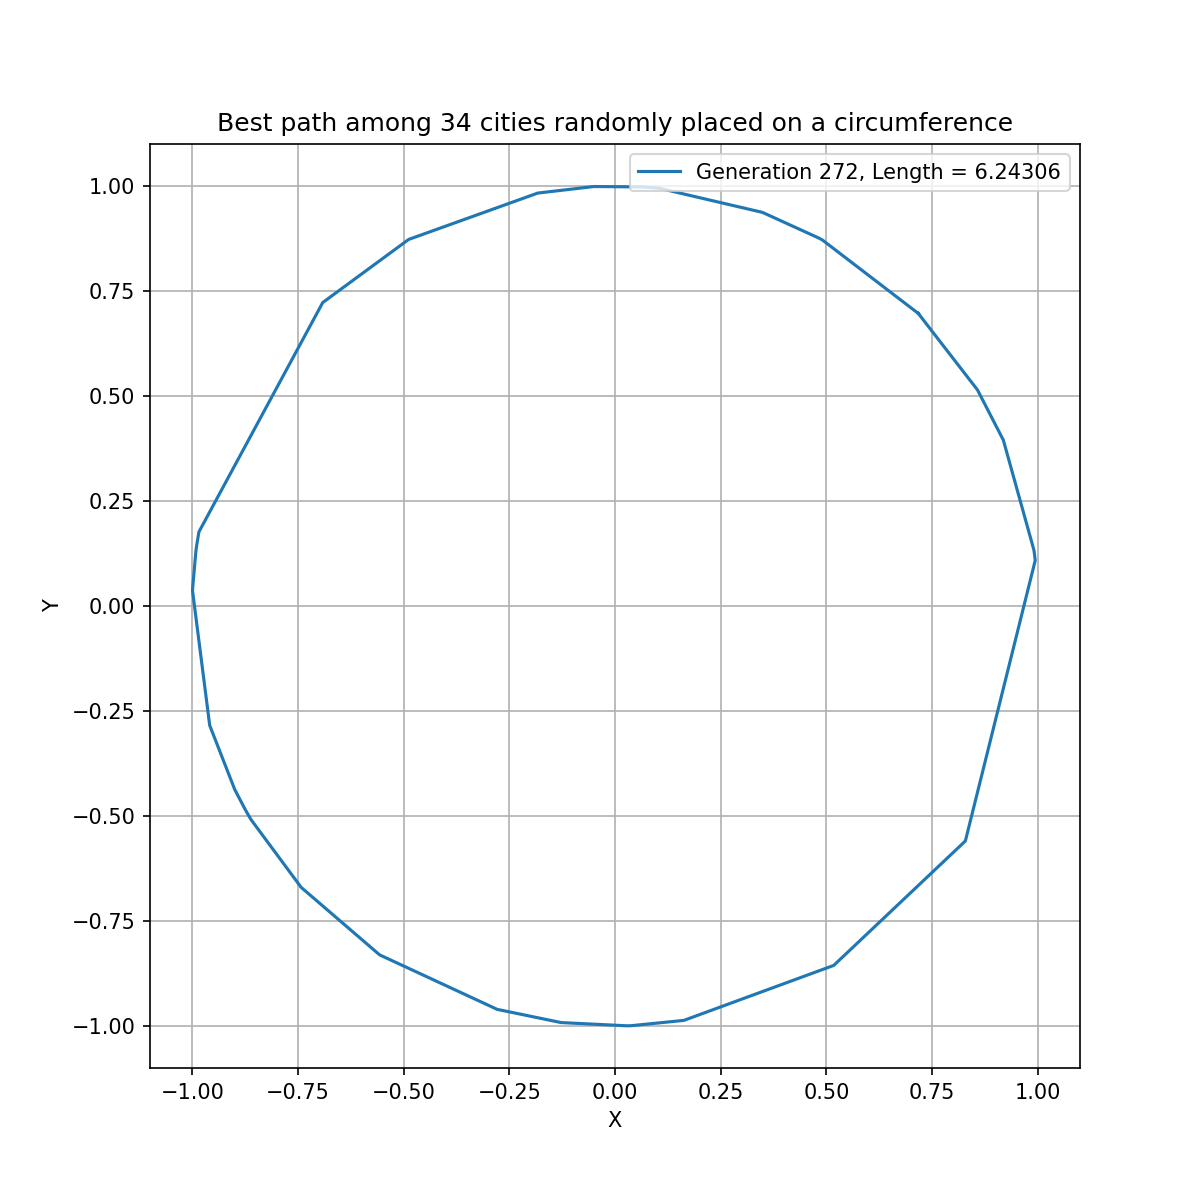 Best path among 34 cities randomly placed on a circumference
Generation 272, Length = 6.24306
1.00
0.75
0.50
0.25
0.00
−0.25
−0.50
−0.75
−1.00
Y
−1.00 −0.75 −0.50 −0.25 0.00 0.25 0.50 0.75 1.00
X